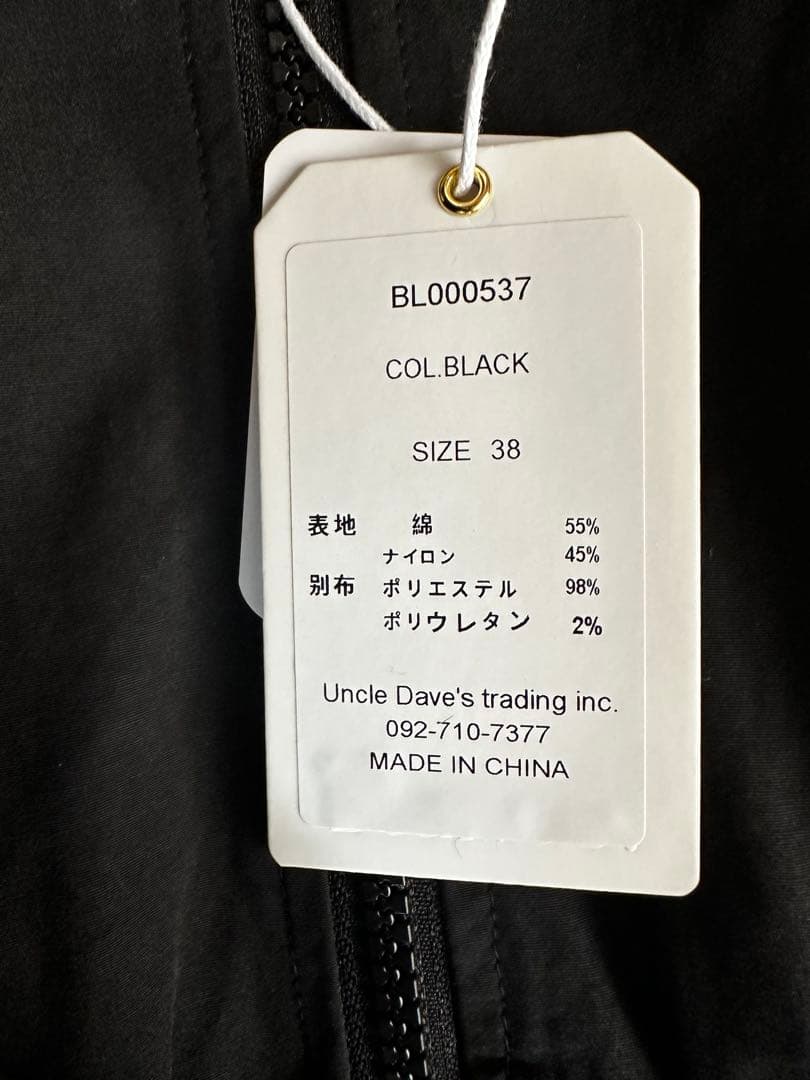 BL000537
COL.BLACK
SIZE 38
表地 綿 55%
ナイロン 45%
別布 ポリエステル 98%
ポリウレタン 2%
Uncle Dave's trading inc.
092-710-7377
MADE IN CHINA